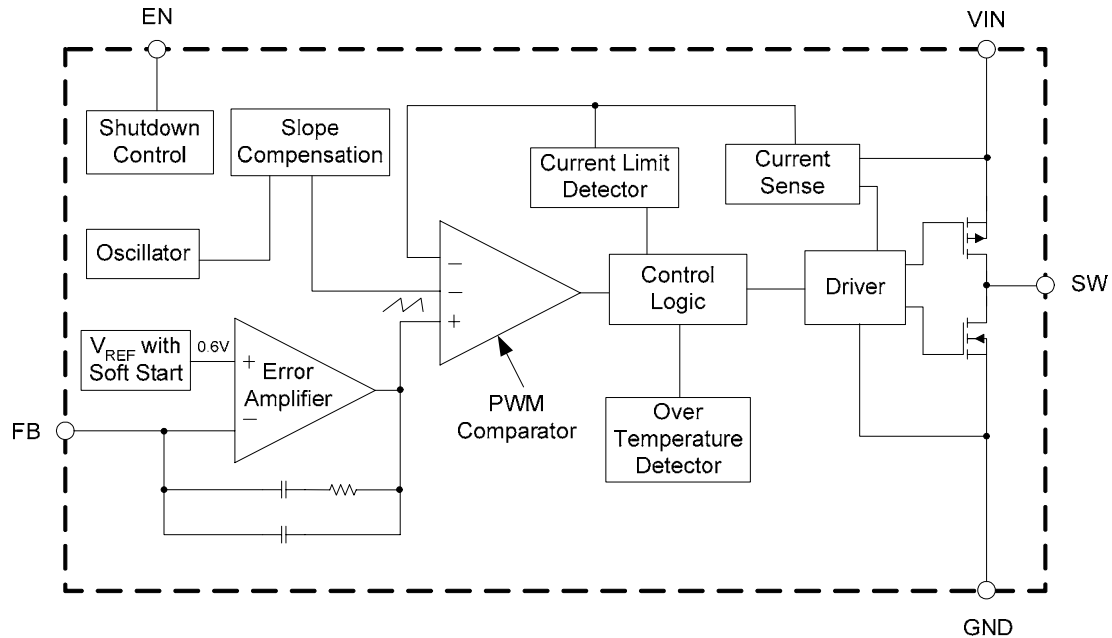 EN
VIN
Shutdown
Control
Slope
Compensation
Current Limit
Detector
Current
Sense
Oscillator
−
−
+
Control
Logic
Driver
SW
VREF with
Soft Start
0.6V
+
−
Error
Amplifier
PWM
Comparator
Over
Temperature
Detector
FB
GND